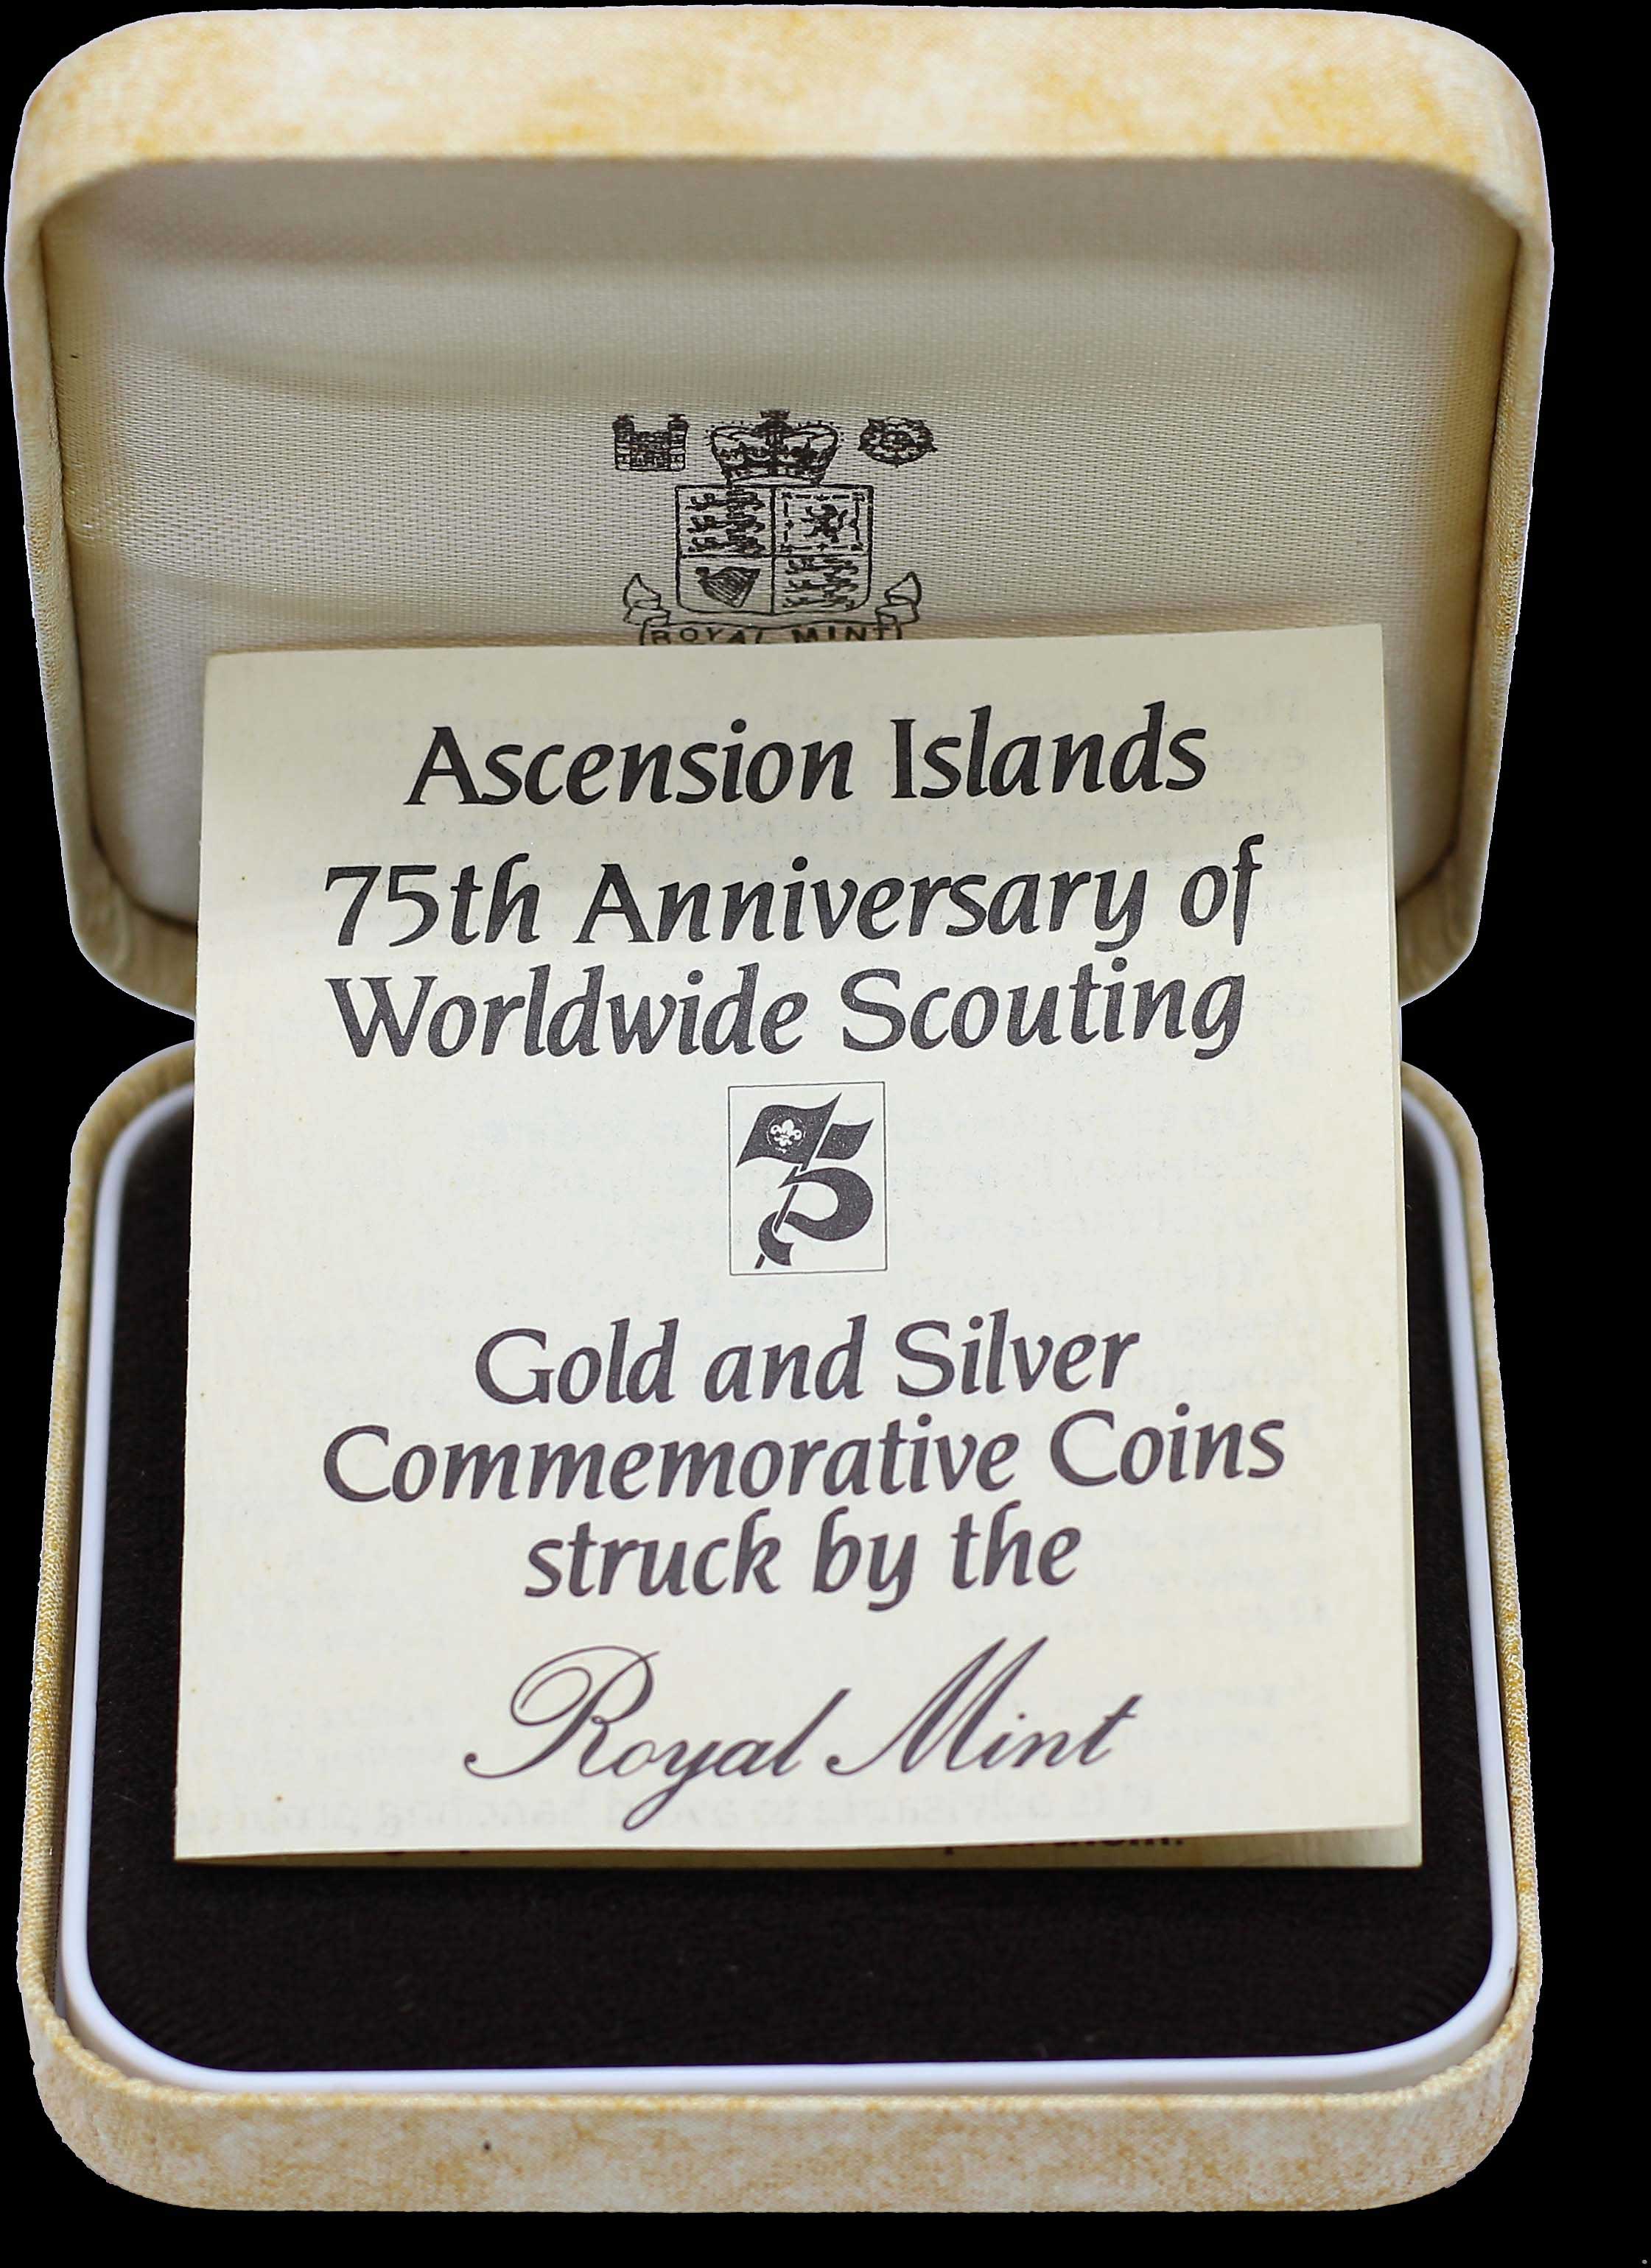 ROYAL MINT
Ascension Islands
75th Anniversary of
Worldwide Scouting
75
Gold and Silver
Commemorative Coins
struck by the
Royal Mint